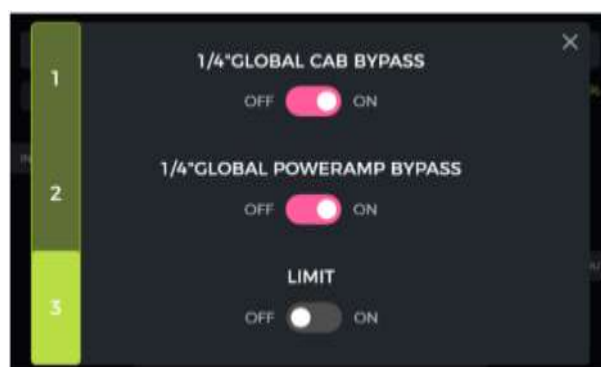 1/4"GLOBAL CAB BYPASS
1
OFF ON
1/4"GLOBAL POWERAMP BYPASS
2
OFF ON
LIMIT
3
OFF ON